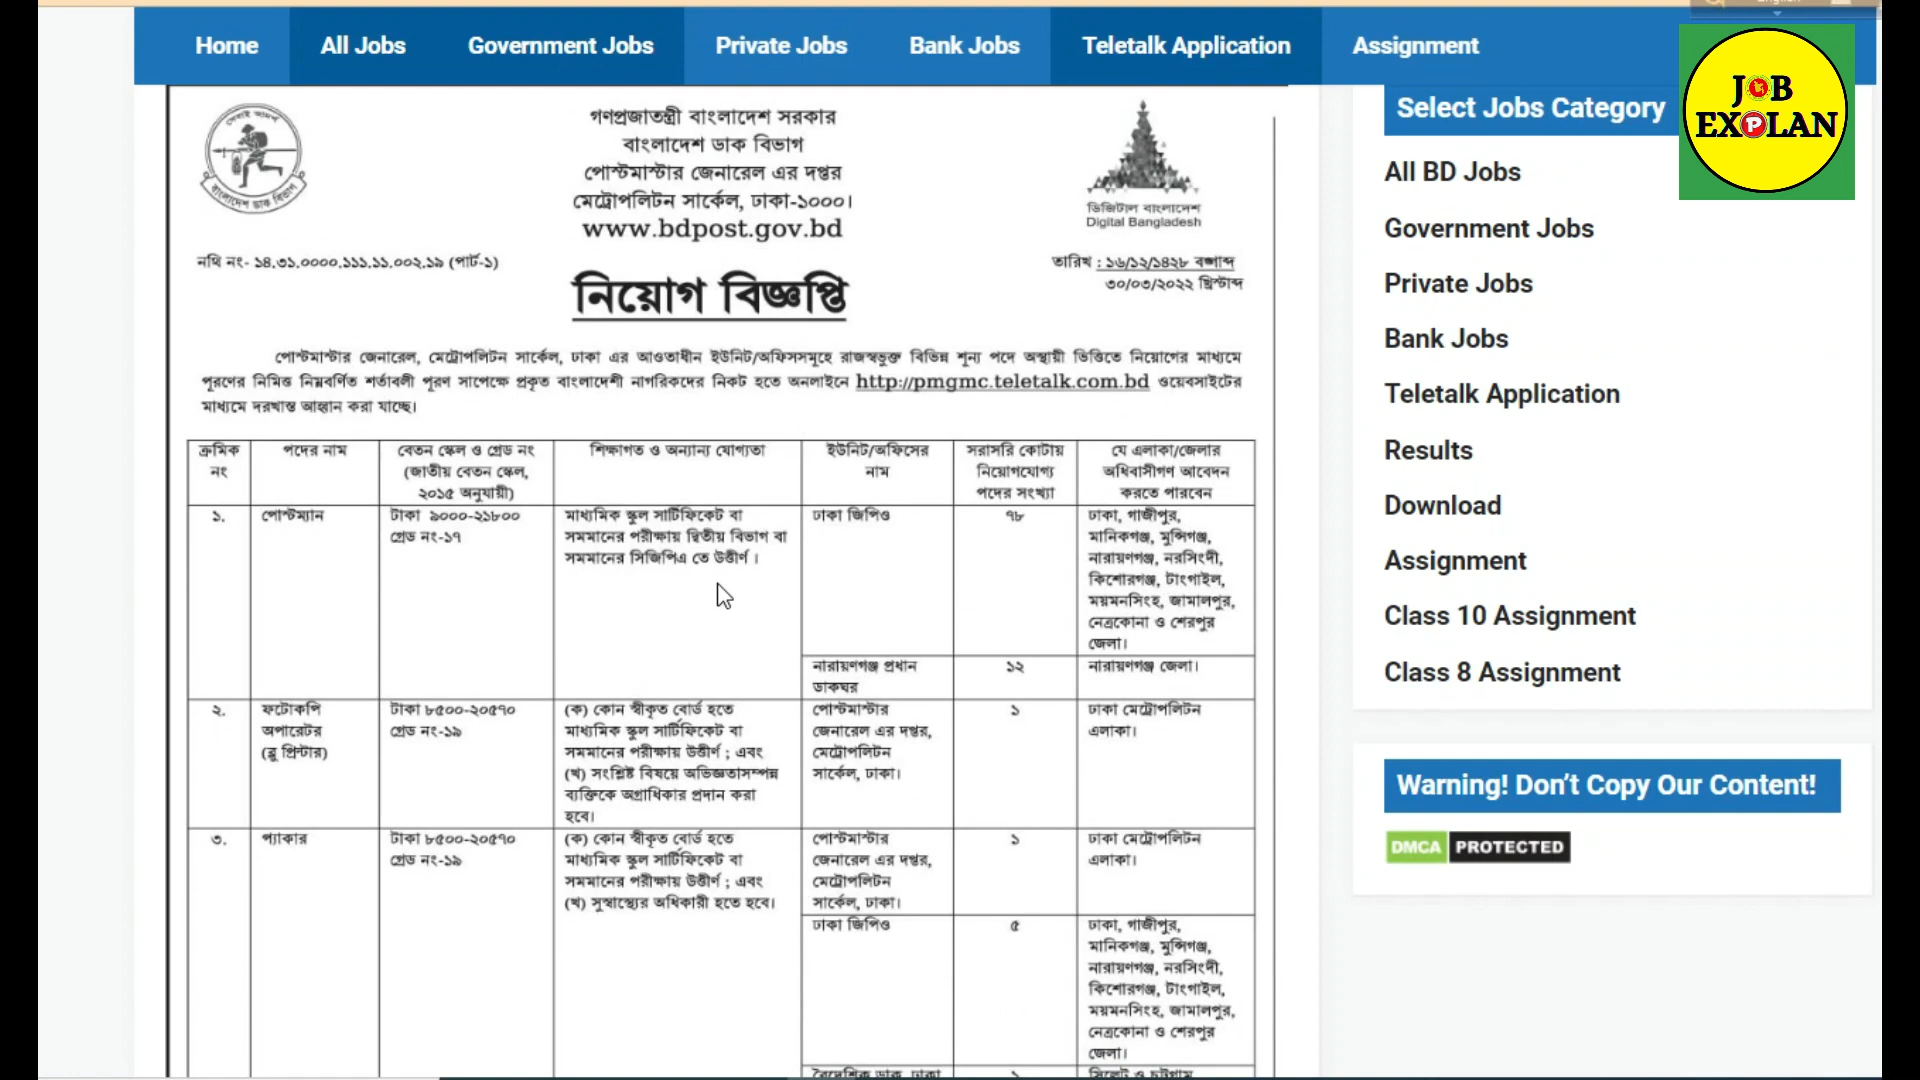 Home All Jobs Government Jobs Private Jobs Bank Jobs Teletalk Application Assignment
JOB
EXPLAN
গণপ্রজাতন্ত্রী বাংলাদেশ সরকার
বাংলাদেশ ডাক বিভাগ
পোস্টমাস্টার জেনারেল এর দপ্তর
মেট্রোপলিটন সার্কেল, ঢাকা-১০০০।
www.bdpost.gov.bd
সেবাই আদর্শ
বাংলাদেশ ডাক বিভাগ
ডিজিটাল বাংলাদেশ
Digital Bangladesh
নথি নং- ১৪.৩১.০০০০.১১১.১১.০০২.১৯ (পার্ট-১)
তারিখ : ১৬/১২/১৪২৮ বঙ্গাব্দ
৩০/০৩/২০২২ খ্রিস্টাব্দ
নিয়োগ বিজ্ঞপ্তি
পোস্টমাস্টার জেনারেল, মেট্রোপলিটন সার্কেল, ঢাকা এর আওতাধীন ইউনিট/অফিসসমূহে রাজস্বভুক্ত বিভিন্ন শূন্য পদে অস্থায়ী ভিত্তিতে নিয়োগের মাধ্যমে
পূরণের নিমিত্ত নিম্নবর্ণিত শর্তাবলী পূরণ সাপেক্ষে প্রকৃত বাংলাদেশী নাগরিকদের নিকট হতে অনলাইনে http://pmgmc.teletalk.com.bd ওয়েবসাইটের
মাধ্যমে দরখাস্ত আহ্বান করা যাচ্ছে।
ক্রমিক নং
পদের নাম
বেতন স্কেল ও গ্রেড নং
(জাতীয় বেতন স্কেল,
২০১৫ অনুযায়ী)
শিক্ষাগত ও অন্যান্য যোগ্যতা
ইউনিট/অফিসের
নাম
সরাসরি কোটায়
নিয়োগযোগ্য
পদের সংখ্যা
যে এলাকা/জেলার
অধিবাসীগণ আবেদন
করতে পারবেন
১.
পোস্টম্যান
টাকা ৯০০০-২১৮০০
গ্রেড নং-১৭
মাধ্যমিক স্কুল সার্টিফিকেট বা
সমমানের পরীক্ষায় দ্বিতীয় বিভাগ বা
সমমানের সিজিপিএ তে উত্তীর্ণ ।
ঢাকা জিপিও
৭৮
ঢাকা, গাজীপুর,
মানিকগঞ্জ, মুন্সিগঞ্জ,
নারায়ণগঞ্জ, নরসিংদী,
কিশোরগঞ্জ, টাংগাইল,
ময়মনসিংহ, জামালপুর,
নেত্রকোনা ও শেরপুর
জেলা।
নারায়ণগঞ্জ প্রধান
ডাকঘর
১২
নারায়ণগঞ্জ জেলা।
২.
ফটোকপি
অপারেটর
(ব্লু প্রিন্টার)
টাকা ৮৫০০-২০৫৭০
গ্রেড নং-১৯
(ক) কোন স্বীকৃত বোর্ড হতে
মাধ্যমিক স্কুল সার্টিফিকেট বা
সমমানের পরীক্ষায় উত্তীর্ণ ; এবং
(খ) সংশ্লিষ্ট বিষয়ে অভিজ্ঞতাসম্পন্ন
ব্যক্তিকে অগ্রাধিকার প্রদান করা
হবে।
পোস্টমাস্টার
জেনারেল এর দপ্তর,
মেট্রোপলিটন
সার্কেল, ঢাকা।
১
ঢাকা মেট্রোপলিটন
এলাকা।
৩.
প্যাকার
টাকা ৮৫০০-২০৫৭০
গ্রেড নং-১৯
(ক) কোন স্বীকৃত বোর্ড হতে
মাধ্যমিক স্কুল সার্টিফিকেট বা
সমমানের পরীক্ষায় উত্তীর্ণ ; এবং
(খ) সুস্বাস্থ্যের অধিকারী হতে হবে।
পোস্টমাস্টার
জেনারেল এর দপ্তর,
মেট্রোপলিটন
সার্কেল, ঢাকা।
১
ঢাকা মেট্রোপলিটন
এলাকা।
ঢাকা জিপিও
৫
ঢাকা, গাজীপুর,
মানিকগঞ্জ, মুন্সিগঞ্জ,
নারায়ণগঞ্জ, নরসিংদী,
কিশোরগঞ্জ, টাংগাইল,
ময়মনসিংহ, জামালপুর,
নেত্রকোনা ও শেরপুর
জেলা।
বৈদেশিক ডাক, ঢাকা
১
সিলেট ও চট্টগ্রাম
Select Jobs Category
All BD Jobs
Government Jobs
Private Jobs
Bank Jobs
Teletalk Application
Results
Download
Assignment
Class 10 Assignment
Class 8 Assignment
Warning! Don’t Copy Our Content!
DMCA PROTECTED